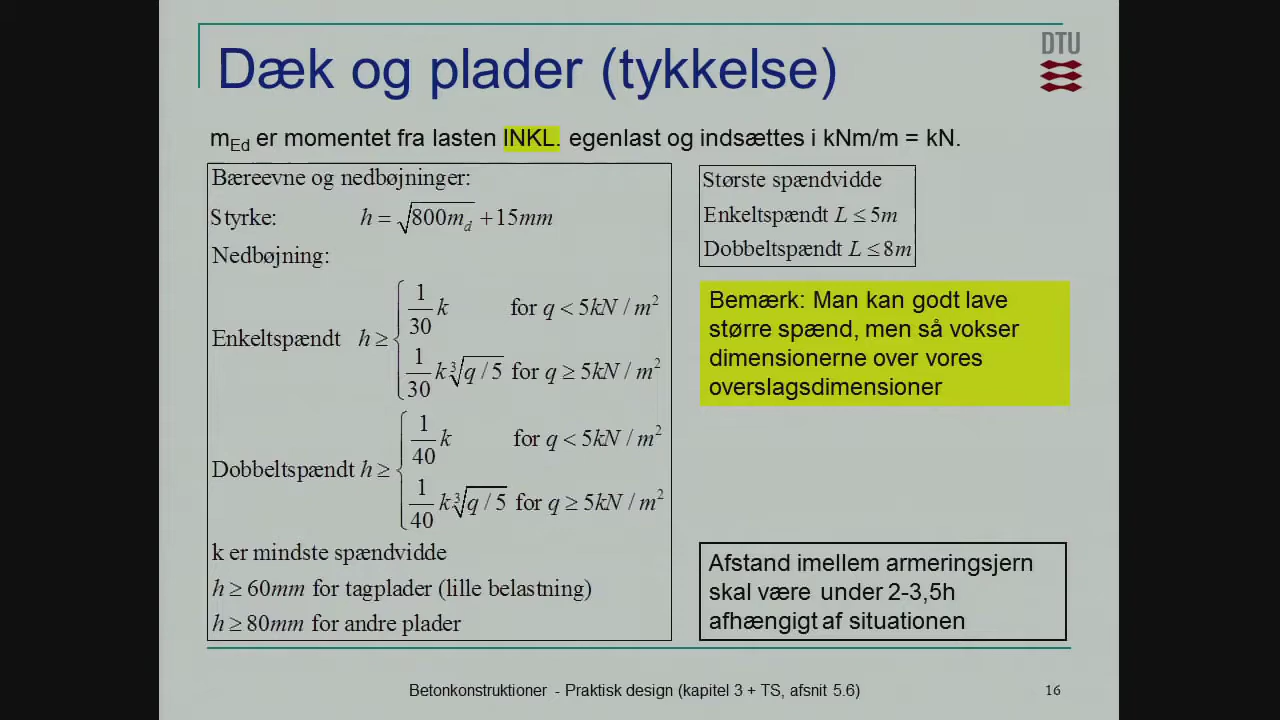 Dæk og plader (tykkelse)
DTU
mEd er momentet fra lasten INKL. egenlast og indsættes i kNm/m = kN.
Bæreevne og nedbøjninger:
Styrke: h = √800md + 15mm
Nedbøjning:
Enkeltspændt h ≥ { 1/30 k for q < 5kN / m²
1/30 k ∛q / 5 for q ≥ 5kN / m²
Dobbeltspændt h ≥ { 1/40 k for q < 5kN / m²
1/40 k ∛q / 5 for q ≥ 5kN / m²
k er mindste spændvidde
h ≥ 60mm for tagplader (lille belastning)
h ≥ 80mm for andre plader
Største spændvidde
Enkeltspændt L ≤ 5m
Dobbeltspændt L ≤ 8m
Bemærk: Man kan godt lave
større spænd, men så vokser
dimensionerne over vores
overslagsdimensioner
Afstand imellem armeringsjern
skal være under 2-3,5h
afhængigt af situationen
Betonkonstruktioner - Praktisk design (kapitel 3 + TS, afsnit 5.6)
16